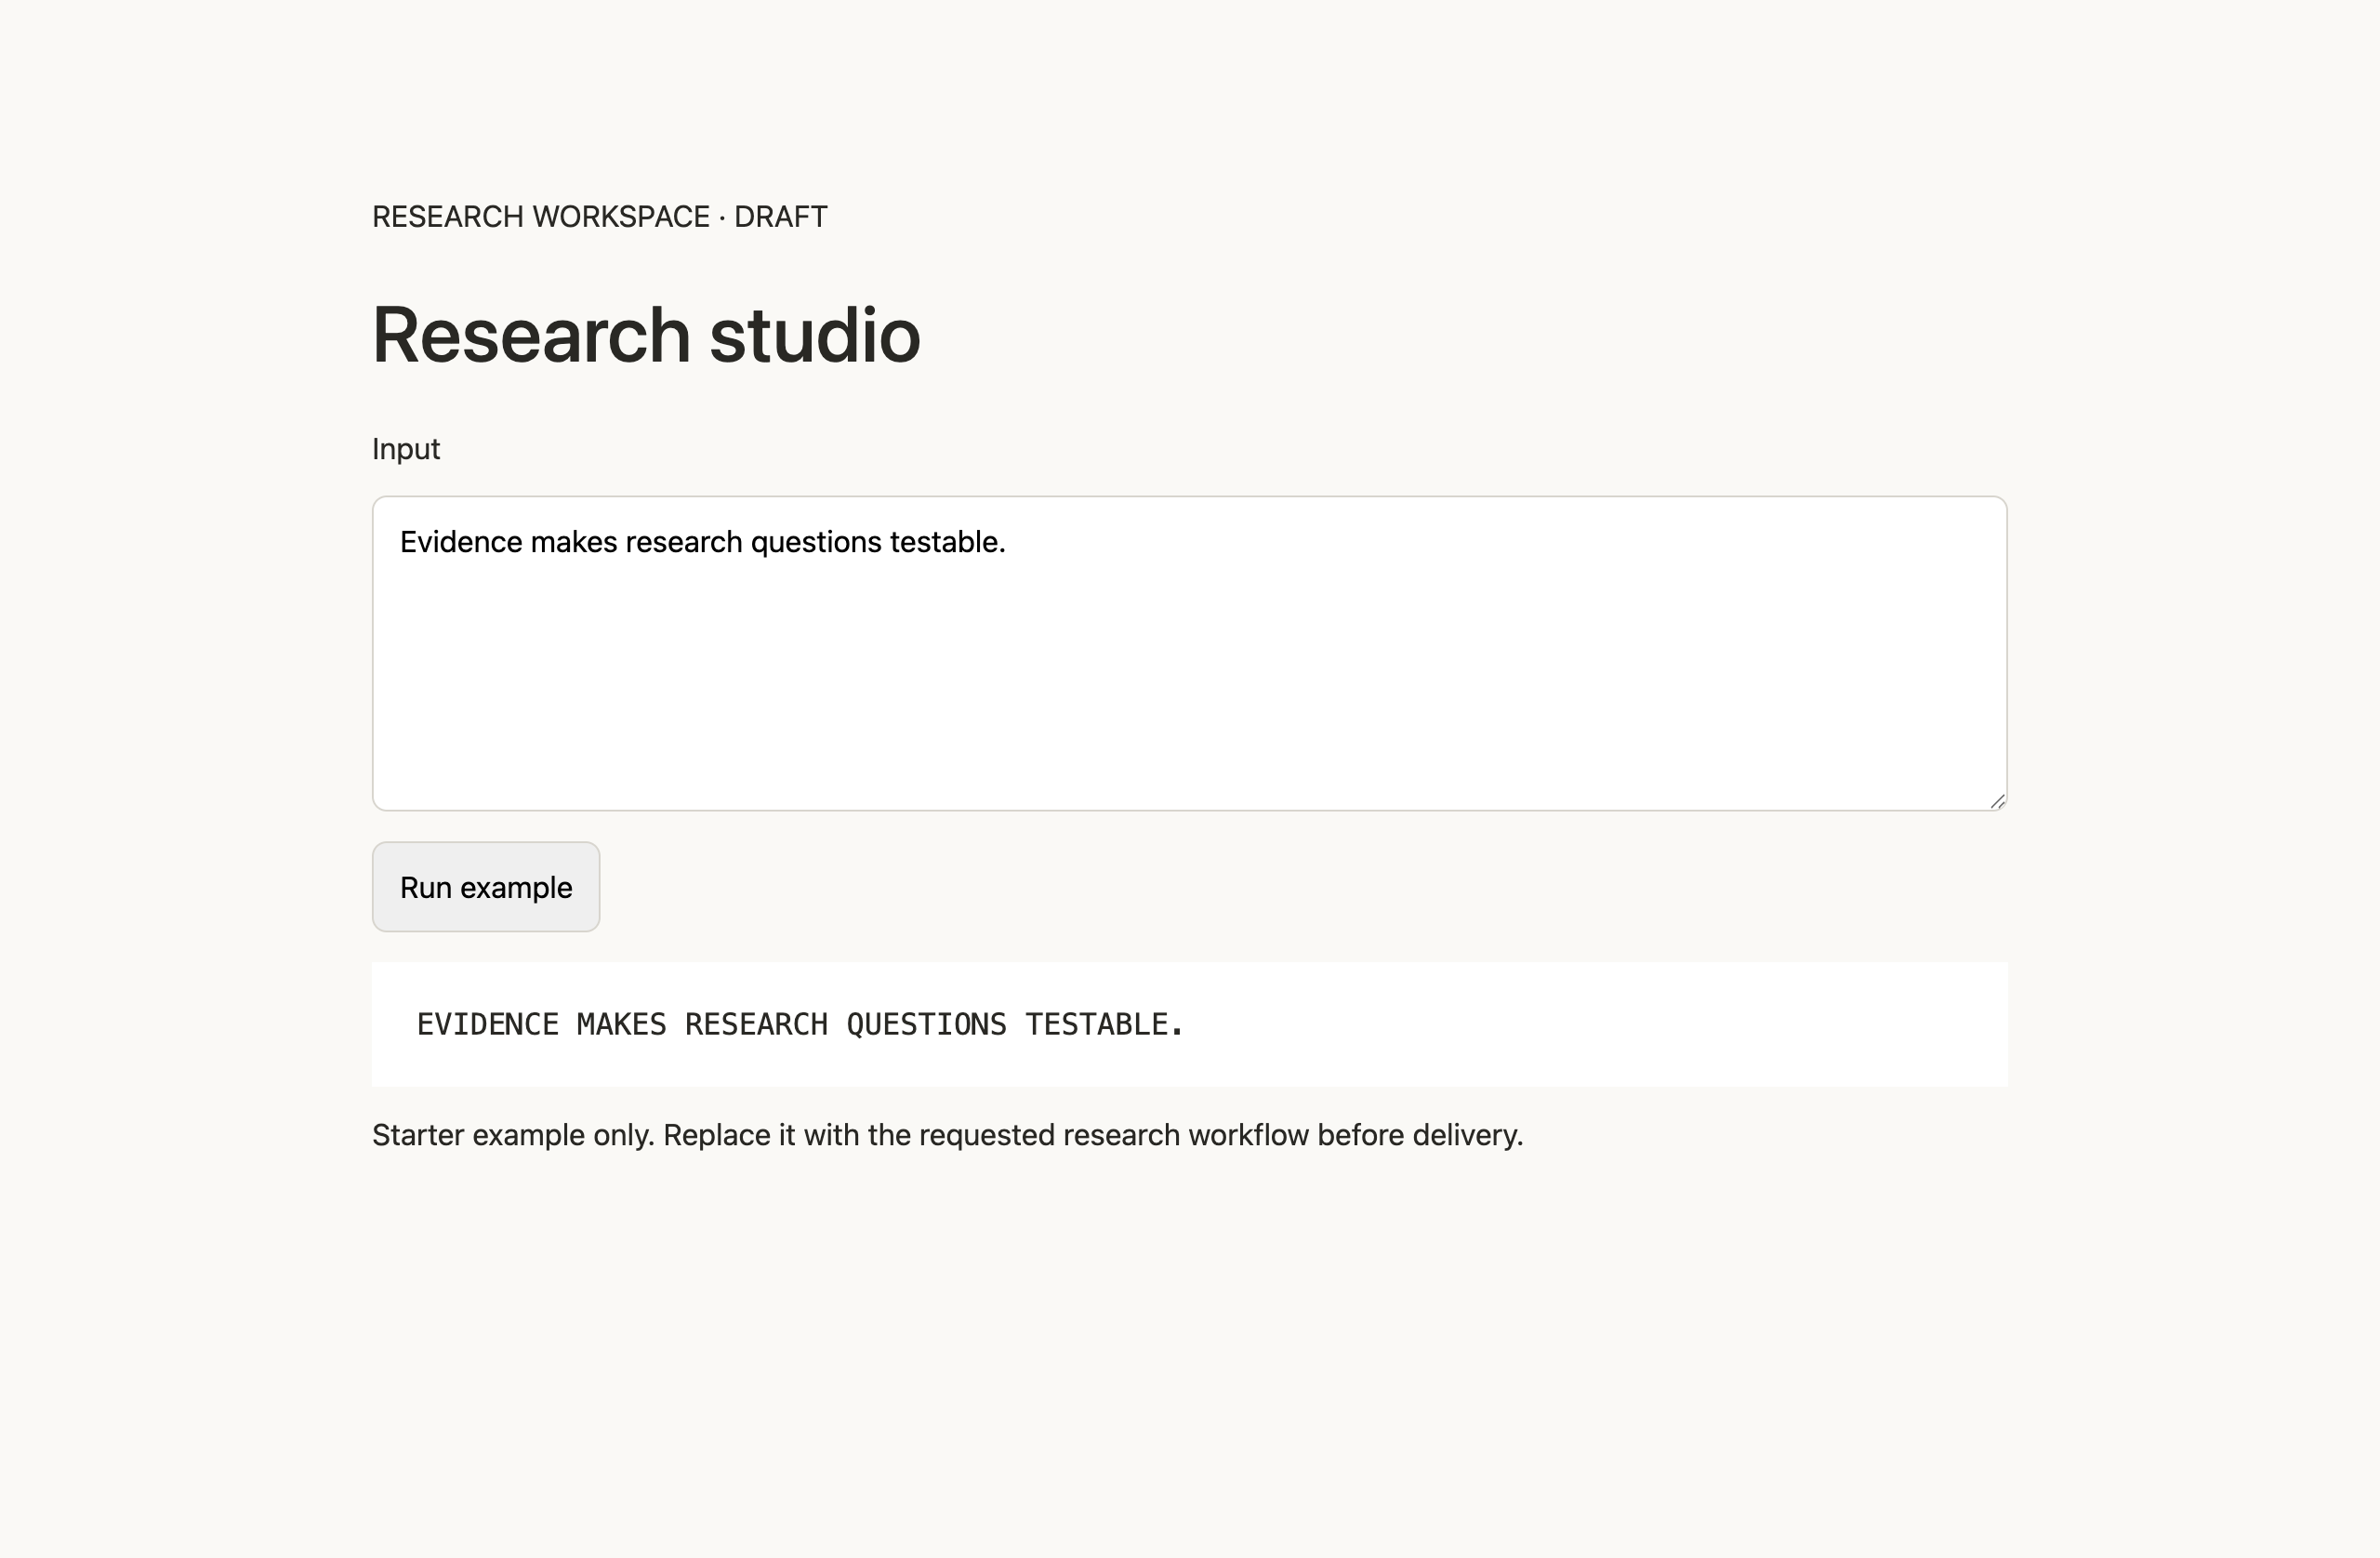 RESEARCH WORKSPACE · DRAFT
Research studio
Input
Evidence makes research questions testable.
Run example
EVIDENCE MAKES RESEARCH QUESTIONS TESTABLE.
Starter example only. Replace it with the requested research workflow before delivery.